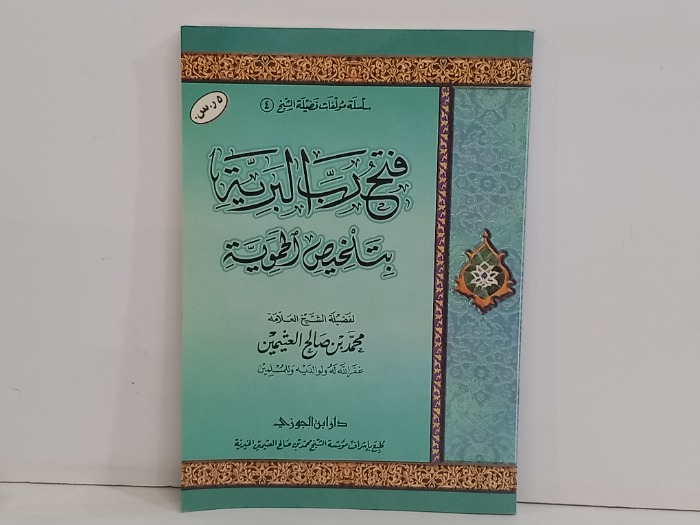 سلسلة مؤلفات فضيلة الشيخ (٤)
٥ ر.س.
فتح رب البرية
بتلخيص الحموية
لفضيلة الشيخ العلامة
محمد بن صالح العثيمين
غفر الله له ولوالديه وللمسلمين
دار ابن الجوزي
طبع بإشراف مؤسسة الشيخ محمد بن صالح العثيمين الخيرية